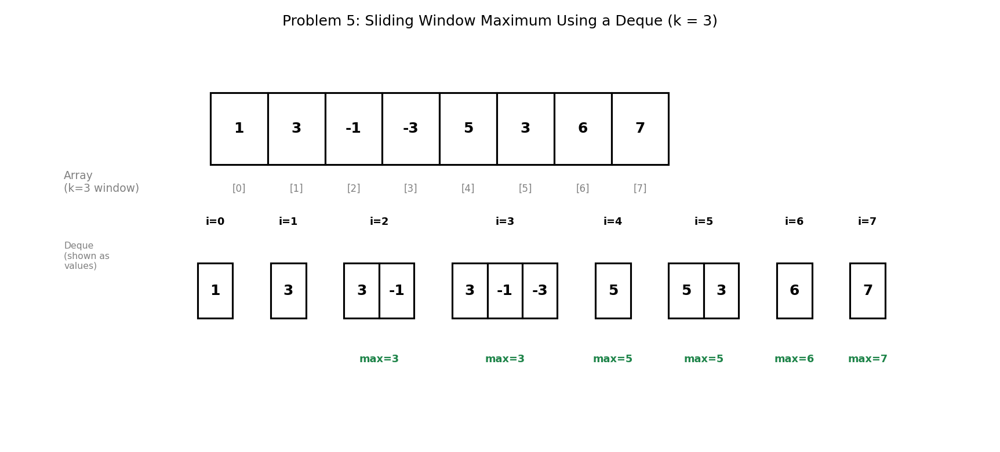 Problem 5: Sliding Window Maximum Using a Deque (k = 3)
1 3 -1 -3 5 3 6 7
Array
(k=3 window)
[0] [1] [2] [3] [4] [5] [6] [7]
i=0 i=1 i=2 i=3 i=4 i=5 i=6 i=7
Deque
(shown as
values)
1 3 3 -1 3 -1 -3 5 5 3 6 7
max=3 max=3 max=5 max=5 max=6 max=7